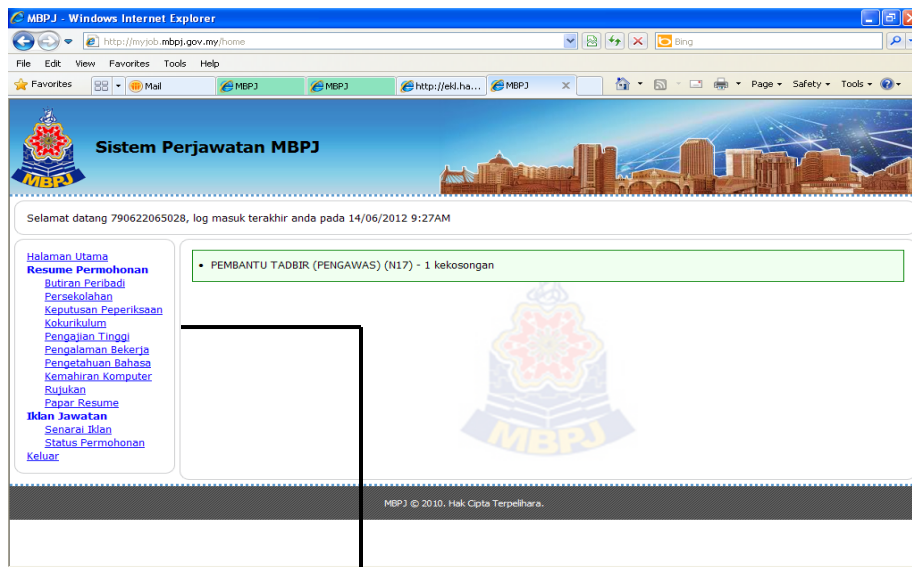 MBPJ - Windows Internet Explorer
http://myjob.mbpj.gov.my/home
Bing
File Edit View Favorites Tools Help
Favorites Mail MBPJ MBPJ http://ekl.ha... MBPJ Page Safety Tools
MBPJ
Sistem Perjawatan MBPJ
Selamat datang 790622065028, log masuk terakhir anda pada 14/06/2012 9:27AM
Halaman Utama
Resume Permohonan
Butiran Peribadi
Persekolahan
Keputusan Peperiksaan
Kokurikulum
Pengajian Tinggi
Pengalaman Bekerja
Pengetahuan Bahasa
Kemahiran Komputer
Rujukan
Papar Resume
Iklan Jawatan
Senarai Iklan
Status Permohonan
Keluar
• PEMBANTU TADBIR (PENGAWAS) (N17) - 1 kekosongan
MBPJ
MBPJ © 2010. Hak Cipta Terpelihara.